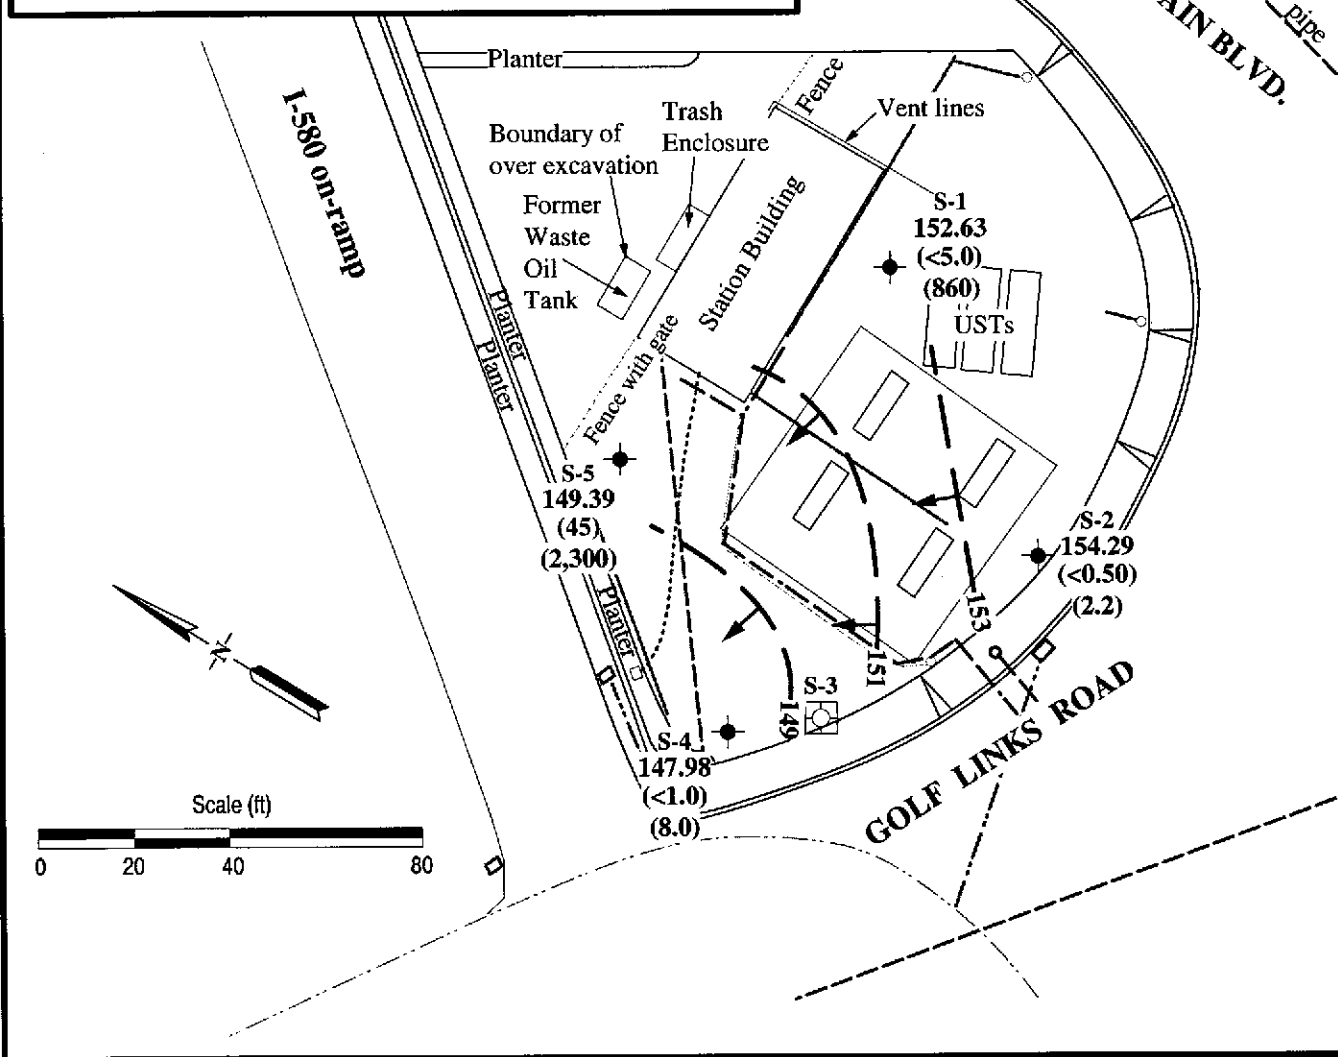 pipe
AIN BLVD.
Planter
Fence
Vent lines
Trash
Enclosure
Boundary of
over excavation
I-580 on-ramp
Former
Waste
Oil
Tank
Station Building
S-1
152.63
(<5.0)
(860)
USTs
Planter
Planter
Fence with gate
S-5
149.39
(45)
(2,300)
S-2
154.29
(<0.50)
(2.2)
153
151
149
Planter
N
S-3
S-4
147.98
(<1.0)
(8.0)
GOLF LINKS ROAD
Scale (ft)
0 20 40 80